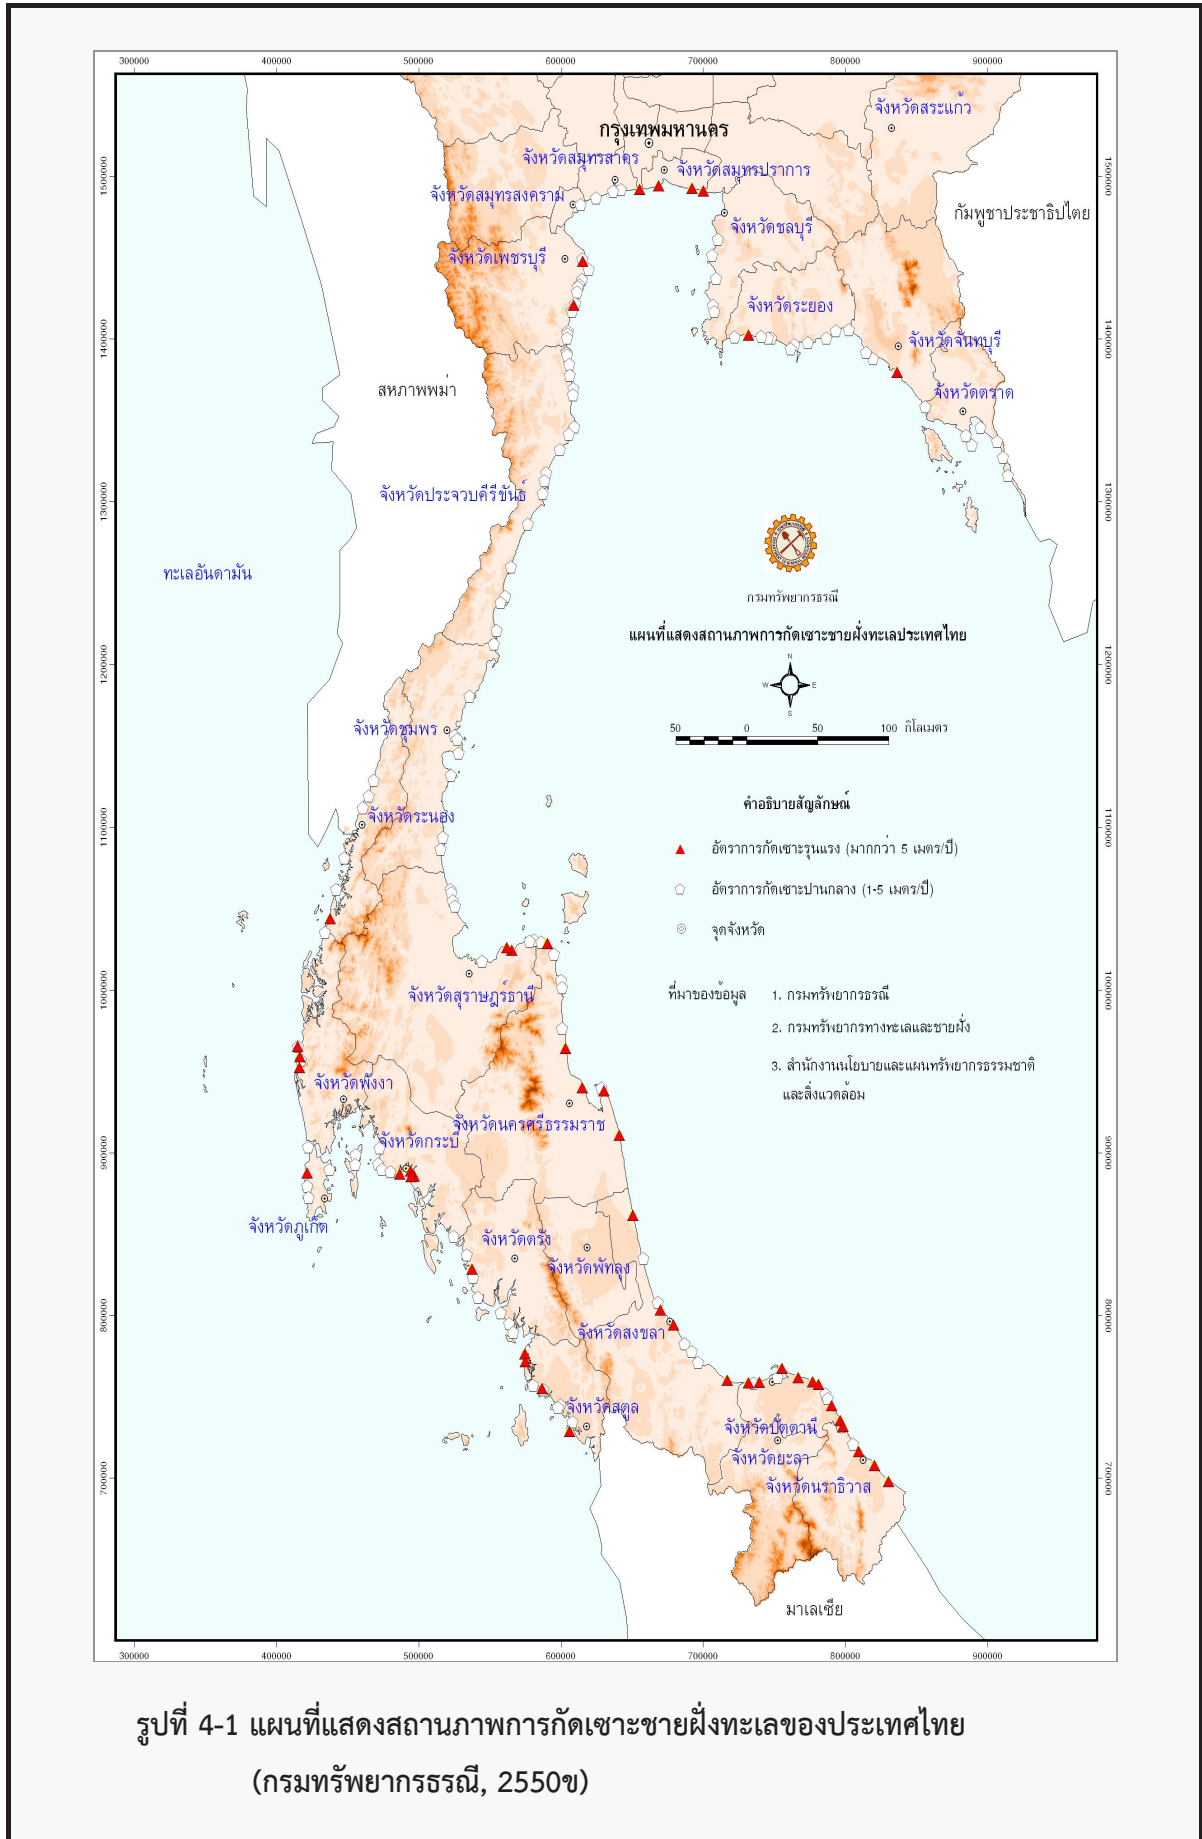 300000 400000 500000 600000 700000 800000 900000
จังหวัดสระแก้ว
กรุงเทพมหานคร
จังหวัดสมุทรสาคร
จังหวัดสมุทรปราการ
1500000 1500000
จังหวัดสมุทรสงคราม
กัมพูชาประชาธิปไตย
จังหวัดชลบุรี
จังหวัดเพชรบุรี
จังหวัดระยอง
1400000 1400000
จังหวัดจันทบุรี
สหภาพพม่า
จังหวัดตราด
จังหวัดประจวบคีรีขันธ์
1300000 1300000
ทะเลอันดามัน
กรมทรัพยากรธรณี
แผนที่แสดงสถานภาพการกัดเซาะชายฝั่งทะเลประเทศไทย
N
1200000 1200000
W E
S
จังหวัดชุมพร
50 0 50 100 กิโลเมตร
คำอธิบายสัญลักษณ์
จังหวัดระนอง
1100000 1100000
อัตราการกัดเซาะรุนแรง (มากกว่า 5 เมตร/ปี)
อัตราการกัดเซาะปานกลาง (1-5 เมตร/ปี)
จุดจังหวัด
จังหวัดสุราษฎร์ธานี
1000000 1000000
ที่มาของข้อมูล 1. กรมทรัพยากรธรณี
2. กรมทรัพยากรทางทะเลและชายฝั่ง
3. สำนักงานนโยบายและแผนทรัพยากรธรรมชาติ
และสิ่งแวดล้อม
จังหวัดพังงา
จังหวัดนครศรีธรรมราช
จังหวัดกระบี่
900000 900000
จังหวัดภูเก็ต
จังหวัดตรัง
จังหวัดพัทลุง
800000 800000
จังหวัดสงขลา
จังหวัดสตูล
จังหวัดปัตตานี
จังหวัดยะลา
700000 700000
จังหวัดนราธิวาส
มาเลเซีย
300000 400000 500000 600000 700000 800000 900000
รูปที่ 4-1 แผนที่แสดงสถานภาพการกัดเซาะชายฝั่งทะเลของประเทศไทย
(กรมทรัพยากรธรณี, 2550ข)